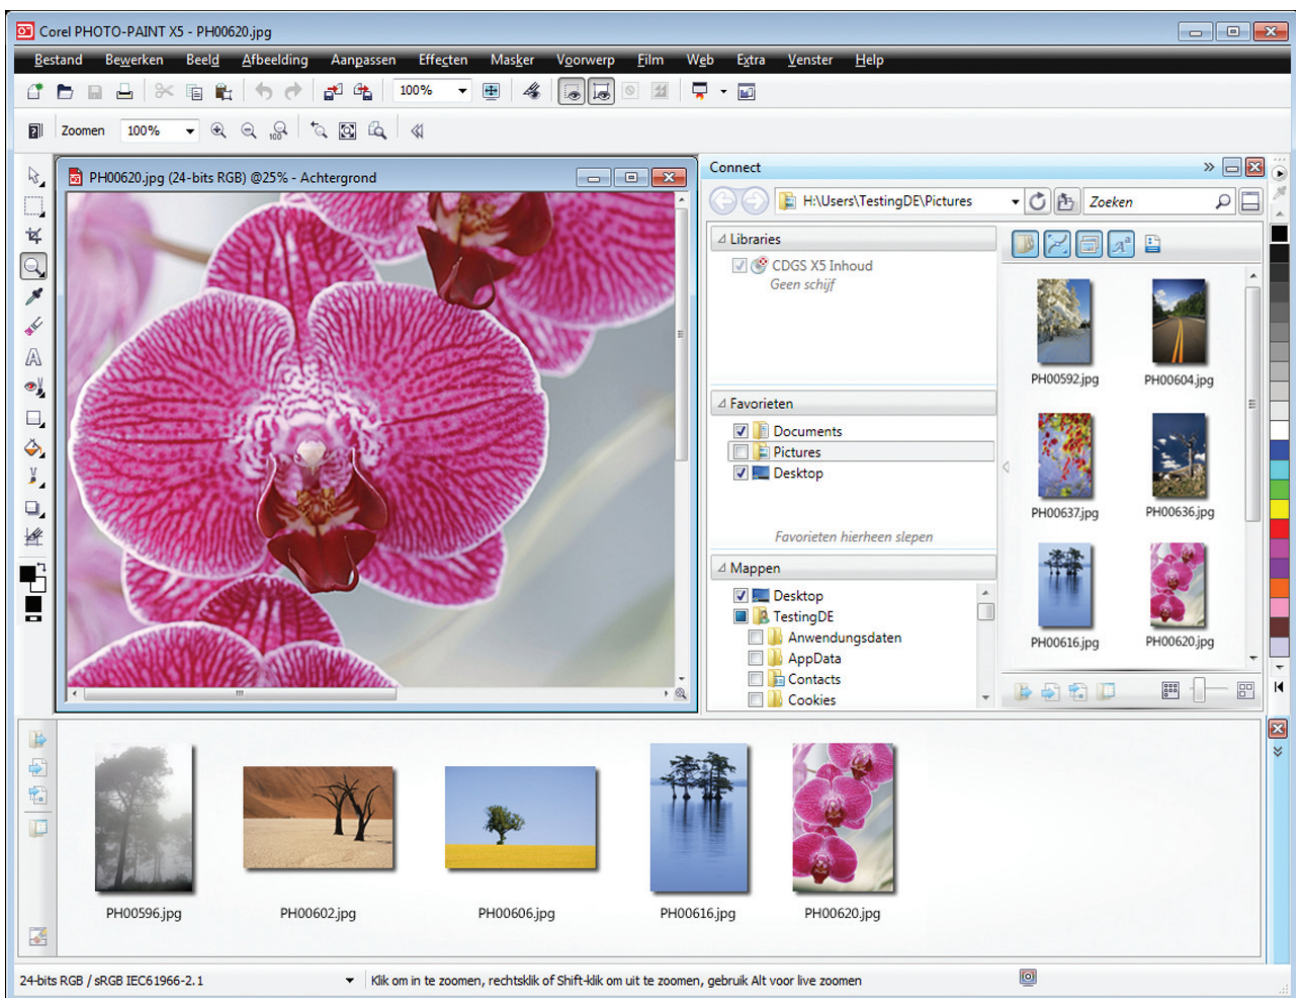 Corel PHOTO-PAINT X5 - PH00620.jpg
Bestand Bewerken Beeld Afbeelding Aanpassen Effecten Masker Voorwerp Film Web Extra Venster Help
100%
Zoomen 100%
100
PH00620.jpg (24-bits RGB) @25% - Achtergrond
Connect
H:\Users\TestingDE\Pictures
Zoeken
Libraries
CDGS X5 Inhoud
Geen schijf
Favorieten
Documents
Pictures
Desktop
Favorieten hierheen slepen
Mappen
Desktop
TestingDE
Anwendungsdaten
AppData
Contacts
Cookies
PH00592.jpg PH00604.jpg
PH00637.jpg PH00636.jpg
PH00616.jpg PH00620.jpg
PH00596.jpg PH00602.jpg PH00606.jpg PH00616.jpg PH00620.jpg
24-bits RGB / sRGB IEC61966-2.1
Klik om in te zoomen, rechtsklik of Shift-klik om uit te zoomen, gebruik Alt voor live zoomen